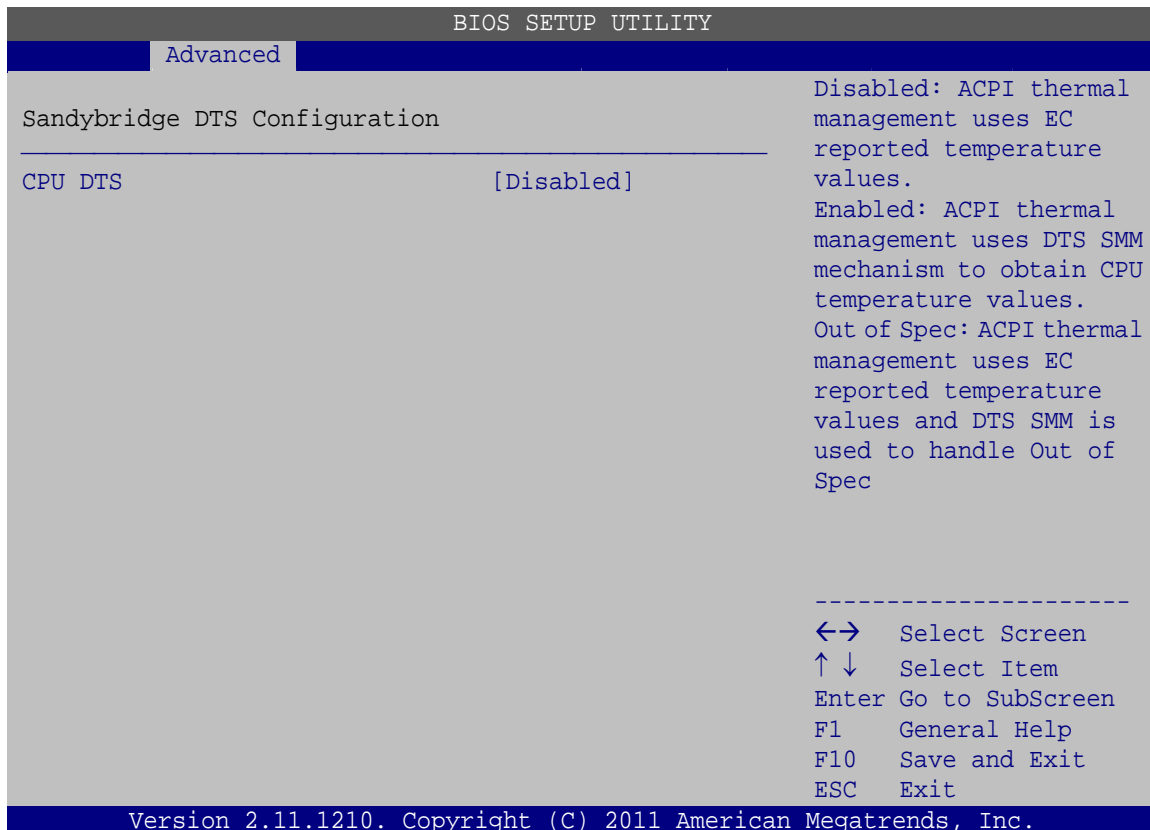 BIOS SETUP UTILITY
Advanced
Sandybridge DTS Configuration
CPU DTS [Disabled]
Disabled: ACPI thermal
management uses EC
reported temperature
values.
Enabled: ACPI thermal
management uses DTS SMM
mechanism to obtain CPU
temperature values.
Out of Spec: ACPI thermal
management uses EC
reported temperature
values and DTS SMM is
used to handle Out of
Spec
-----------------------
←→ Select Screen
↑ ↓ Select Item
Enter Go to SubScreen
F1 General Help
F10 Save and Exit
ESC Exit
Version 2.11.1210. Copyright (C) 2011 American Megatrends, Inc.